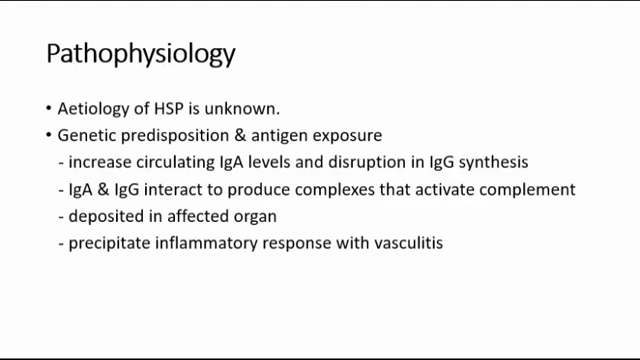 Pathophysiology
• Aetiology of HSP is unknown.
• Genetic predisposition & antigen exposure
- increase circulating IgA levels and disruption in IgG synthesis
- IgA & IgG interact to produce complexes that activate complement
- deposited in affected organ
- precipitate inflammatory response with vasculitis